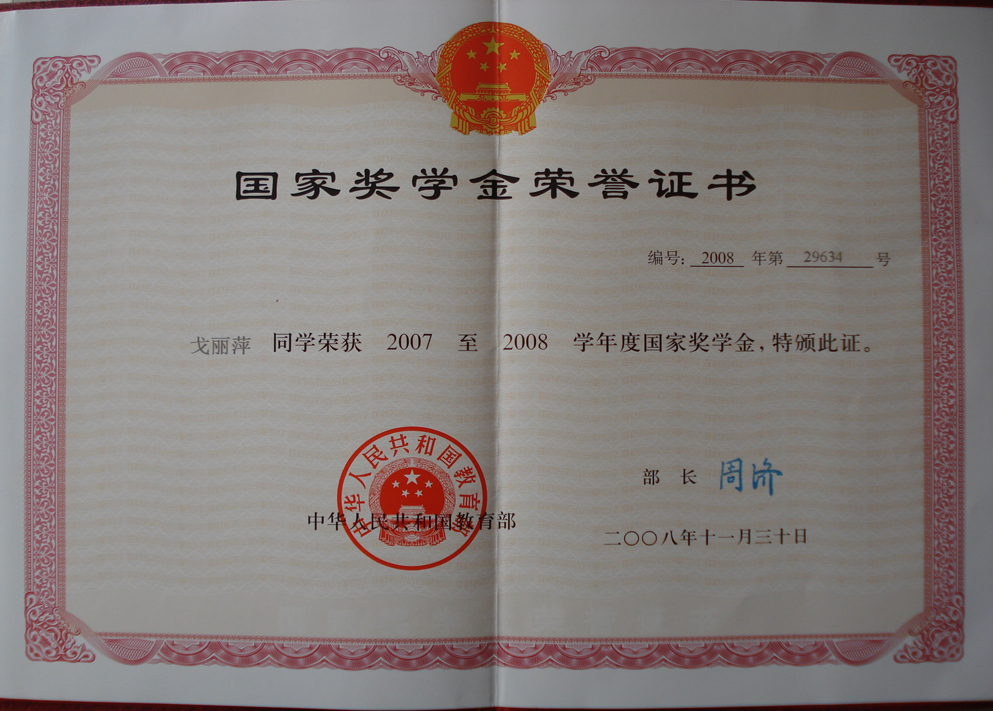 国家奖学金荣誉证书
编号: 2008 年第 29634 号
戈丽萍 同学荣获 2007 至 2008 学年度国家奖学金，特颁此证。
中华人民共和国教育部
部长 周济
中华人民共和国教育部
二〇〇八年十一月三十日